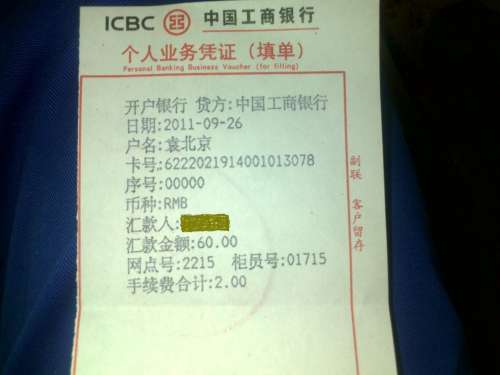 ICBC 中国工商银行
个人业务凭证（填单）
Personal Banking Business Voucher (for filling)
开户银行 贷方:中国工商银行
日期:2011-09-26
户名:袁北京
卡号:6222021914001013078
序号:00000
币种:RMB
汇款人:
汇款金额:60.00
网点号:2215 柜员号:01715
手续费合计:2.00
副联 客户留存